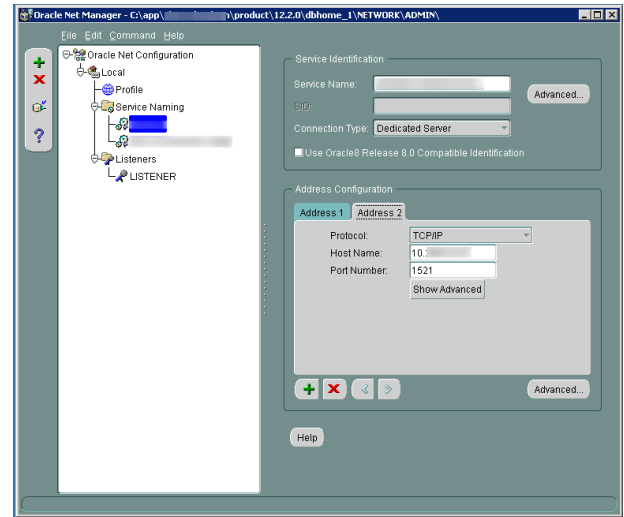 Oracle Net Manager - C:\app\ \product\12.2.0\dbhome_1\NETWORK\ADMIN\
File Edit Command Help
Oracle Net Configuration
Local
Profile
Service Naming
Listeners
LISTENER
Service Identification
Service Name:
Advanced...
SID:
Connection Type: Dedicated Server
Use Oracle8 Release 8.0 Compatible Identification
Address Configuration
Address 1 Address 2
Protocol: TCP/IP
Host Name: 10.
Port Number: 1521
Show Advanced
Advanced...
Help